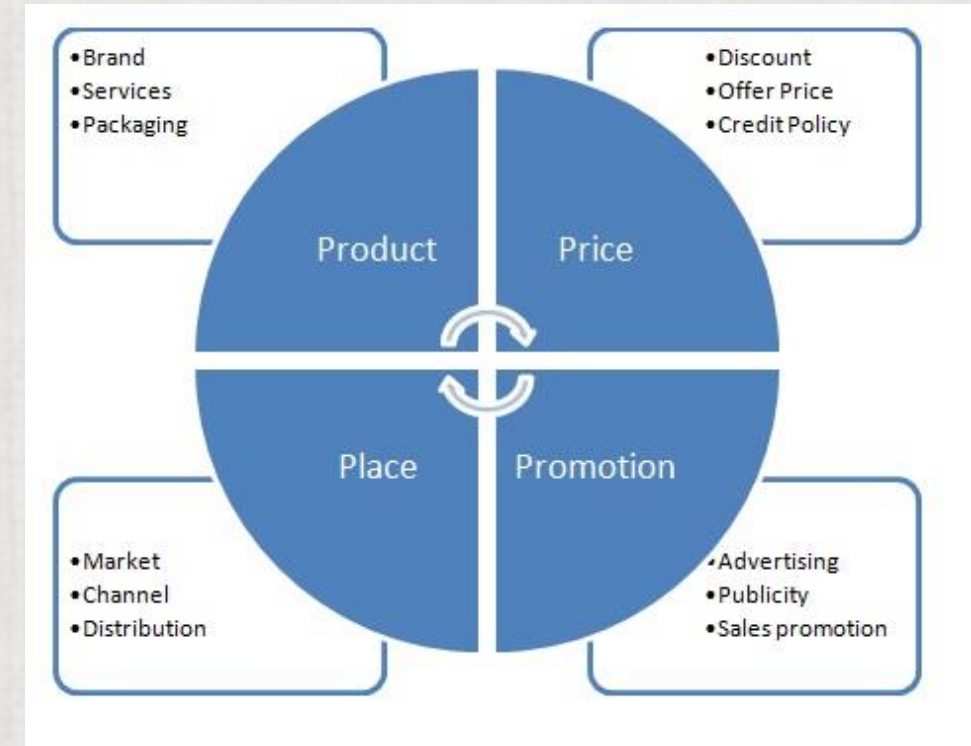 •Brand
•Services
•Packaging
•Discount
•Offer Price
•Credit Policy
Product
Price
Place
Promotion
•Market
•Channel
•Distribution
•Advertising
•Publicity
•Sales promotion